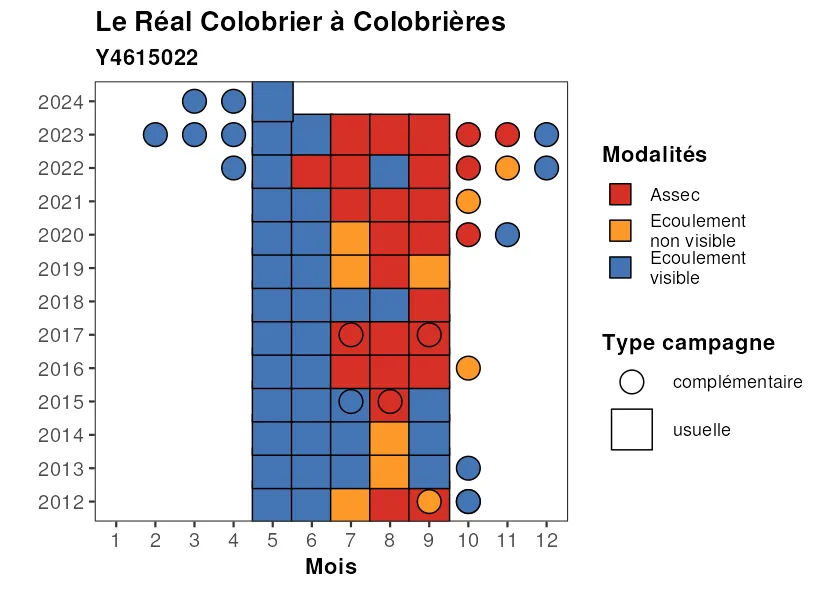 Le Réal Colobrier à Colobrières
Y4615022
2024
2023
2022
2021
2020
2019
2018
2017
2016
2015
2014
2013
2012
1 2 3 4 5 6 7 8 9 10 11 12
Mois
Modalités
Assec
Ecoulement
non visible
Ecoulement
visible
Type campagne
complémentaire
usuelle